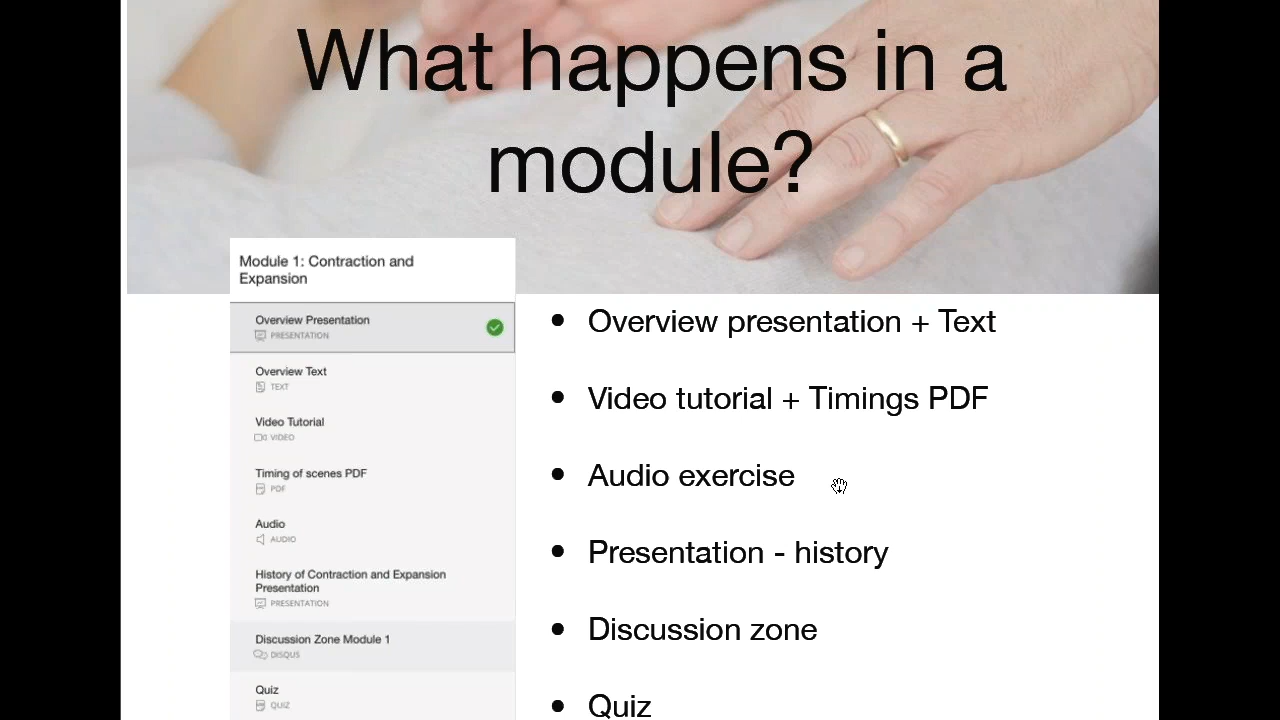 What happens in a
module?
Module 1: Contraction and
Expansion
Overview Presentation
PRESENTATION
Overview Text
TEXT
Video Tutorial
VIDEO
Timing of scenes PDF
PDF
Audio
AUDIO
History of Contraction and Expansion
Presentation
PRESENTATION
Discussion Zone Module 1
DISQUS
Quiz
QUIZ
• Overview presentation + Text
• Video tutorial + Timings PDF
• Audio exercise
• Presentation - history
• Discussion zone
• Quiz